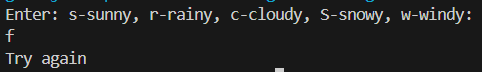 Enter: s-sunny, r-rainy, c-cloudy, S-snowy, w-windy:
f
Try again